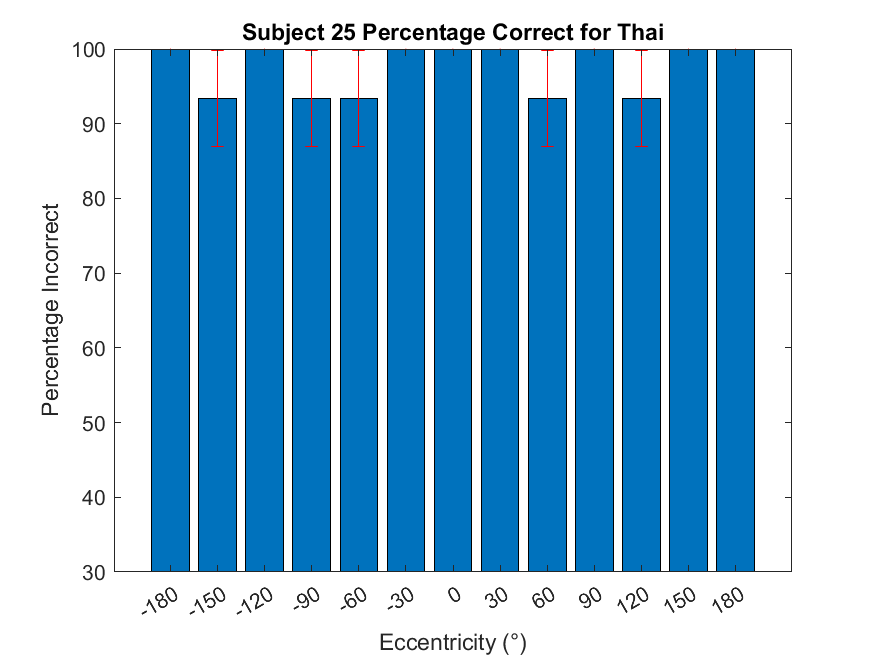 Subject 25 Percentage Correct for Thai
100
90
80
70
60
50
40
30
Percentage Incorrect
-180 -150 -120 -90 -60 -30 0 30 60 90 120 150 180
Eccentricity (°)